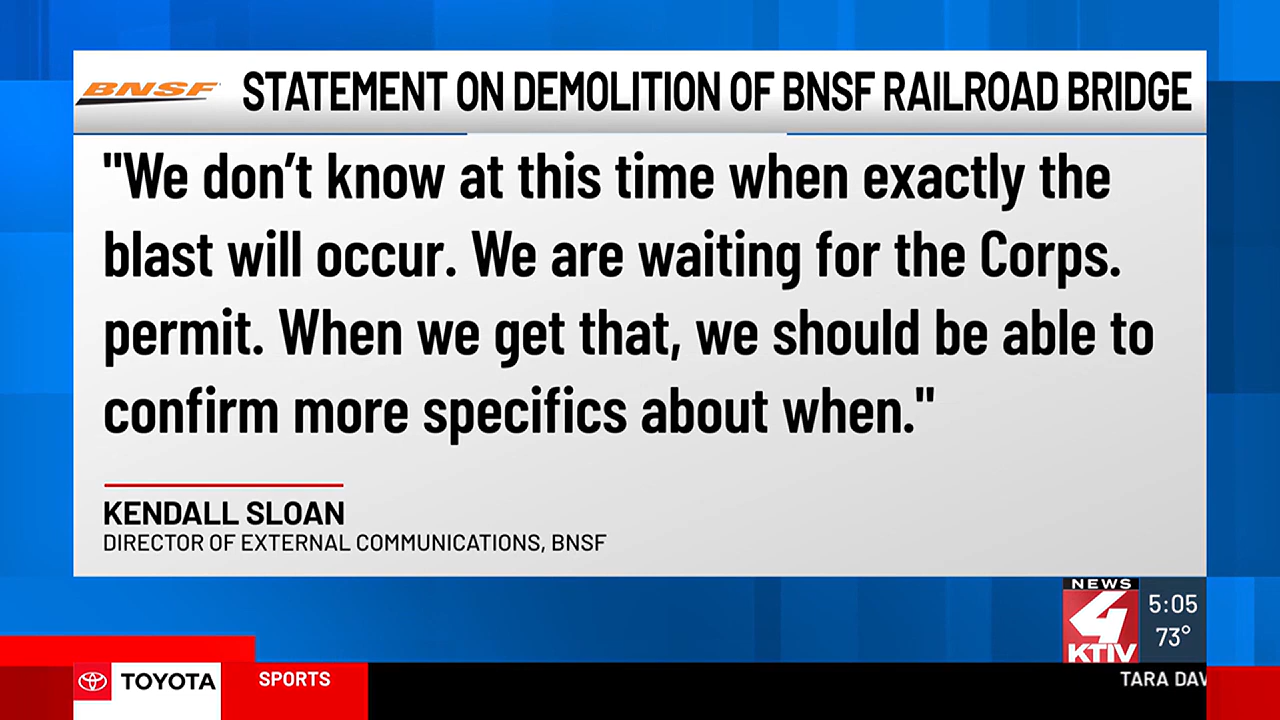 BNSF STATEMENT ON DEMOLITION OF BNSF RAILROAD BRIDGE
"We don’t know at this time when exactly the
blast will occur. We are waiting for the Corps.
permit. When we get that, we should be able to
confirm more specifics about when."
KENDALL SLOAN
DIRECTOR OF EXTERNAL COMMUNICATIONS, BNSF
NEWS
4
KTIV
5:05
73°
TOYOTA
SPORTS
TARA